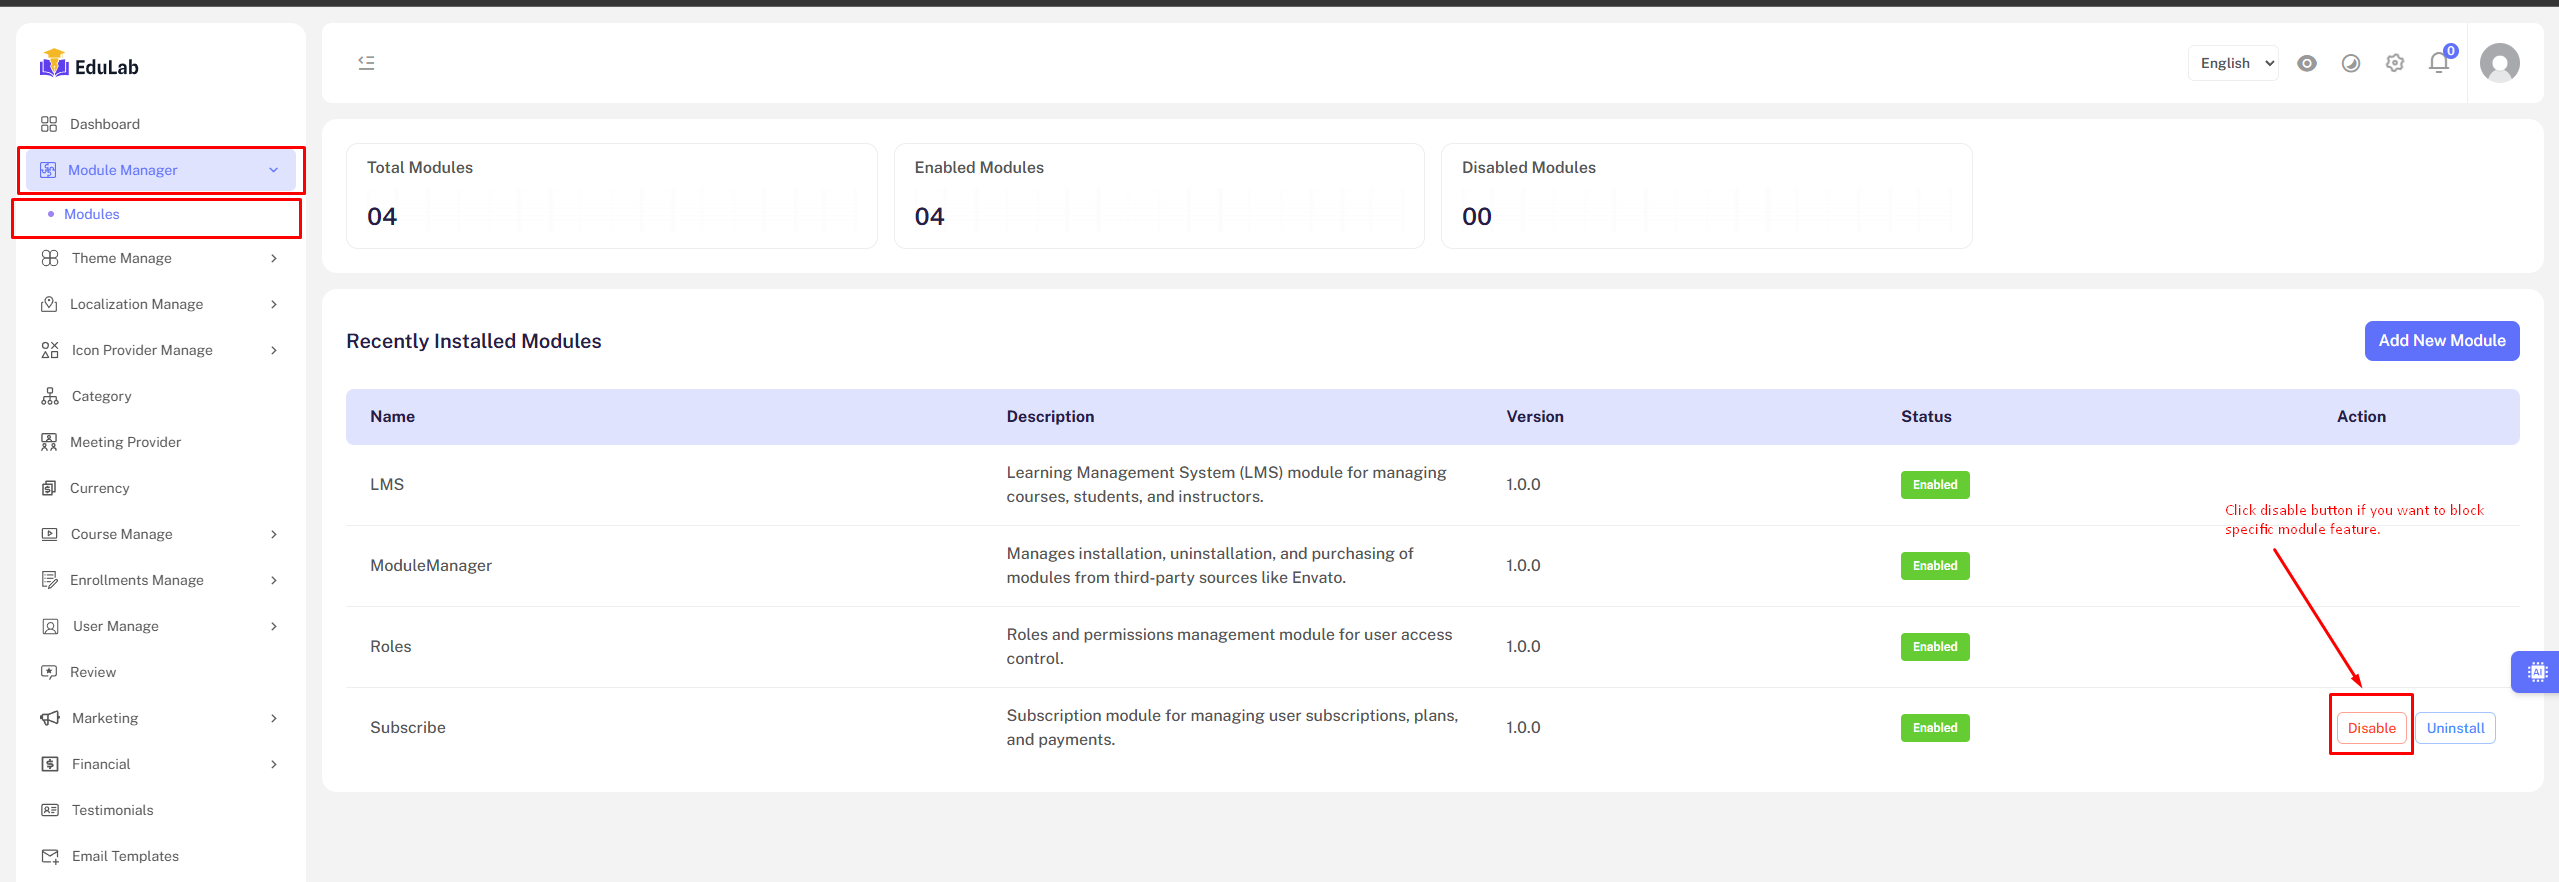 EduLab
Dashboard
Module Manager
Modules
Theme Manage
Localization Manage
Icon Provider Manage
Category
Meeting Provider
Currency
Course Manage
Enrollments Manage
User Manage
Review
Marketing
Financial
Testimonials
Email Templates
English
0
Total Modules
04
Enabled Modules
04
Disabled Modules
00
Recently Installed Modules
Add New Module
Name Description Version Status Action
LMS
Learning Management System (LMS) module for managing
courses, students, and instructors.
1.0.0
Enabled
Click disable button if you want to block
specific module feature.
ModuleManager
Manages installation, uninstallation, and purchasing of
modules from third-party sources like Envato.
1.0.0
Enabled
Roles
Roles and permissions management module for user access
control.
1.0.0
Enabled
AI
Subscribe
Subscription module for managing user subscriptions, plans,
and payments.
1.0.0
Enabled
Disable
Uninstall